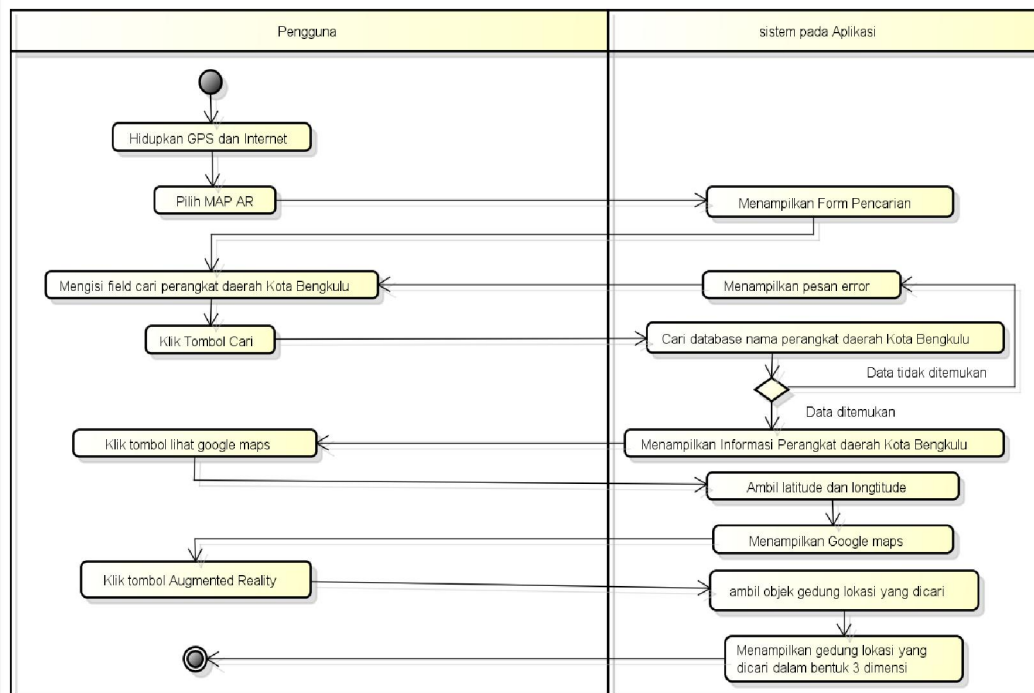 Pengguna
sistem pada Aplikasi
Hidupkan GPS dan Internet
Pilih MAP AR
Menampilkan Form Pencarian
Mengisi field cari perangkat daerah Kota Bengkulu
Menampilkan pesan error
Klik Tombol Cari
Cari database nama perangkat daerah Kota Bengkulu
Data tidak ditemukan
Data ditemukan
Klik tombol lihat google maps
Menampilkan Informasi Perangkat daerah Kota Bengkulu
Ambil latitude dan longtitude
Menampilkan Google maps
Klik tombol Augmented Reality
ambil objek gedung lokasi yang dicari
Menampilkan gedung lokasi yang
dicari dalam bentuk 3 dimensi